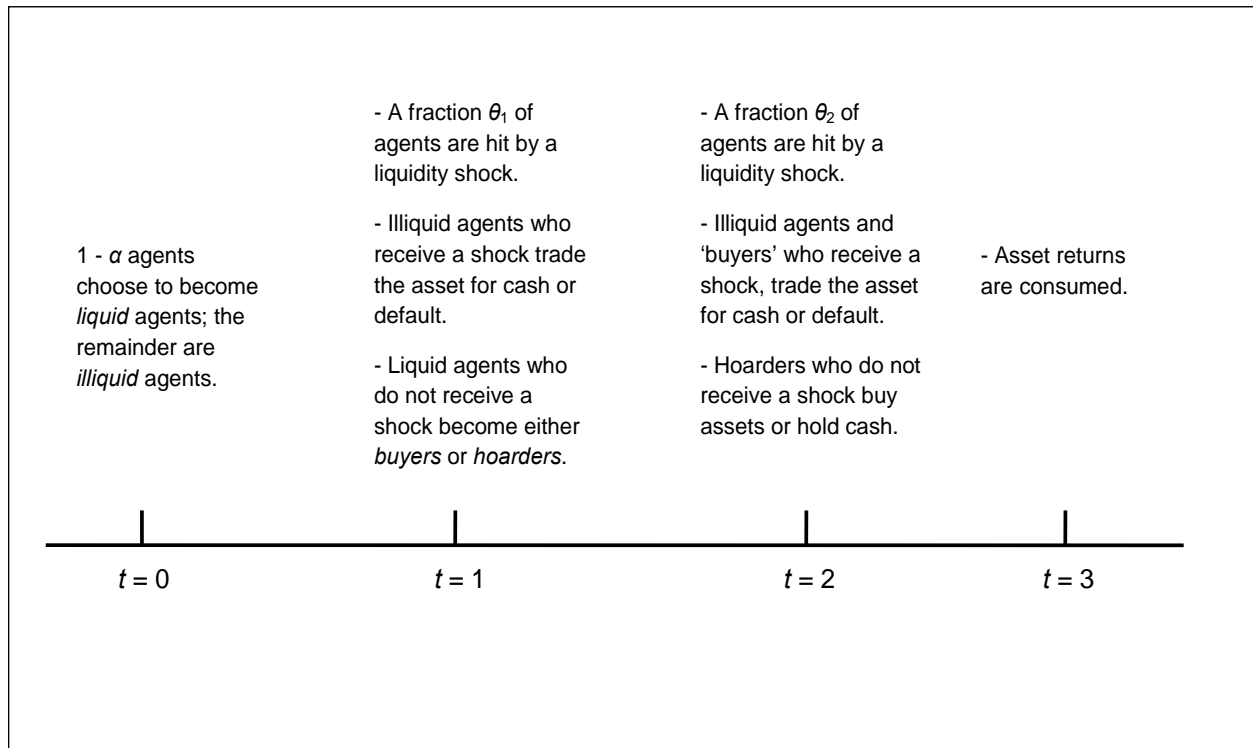 1 - α agents
choose to become
liquid agents; the
remainder are
illiquid agents.
- A fraction θ1 of
agents are hit by a
liquidity shock.
- Illiquid agents who
receive a shock trade
the asset for cash or
default.
- Liquid agents who
do not receive a
shock become either
buyers or hoarders.
- A fraction θ2 of
agents are hit by a
liquidity shock.
- Illiquid agents and
‘buyers’ who receive a
shock, trade the asset
for cash or default.
- Hoarders who do not
receive a shock buy
assets or hold cash.
- Asset returns
are consumed.
t = 0
t = 1
t = 2
t = 3